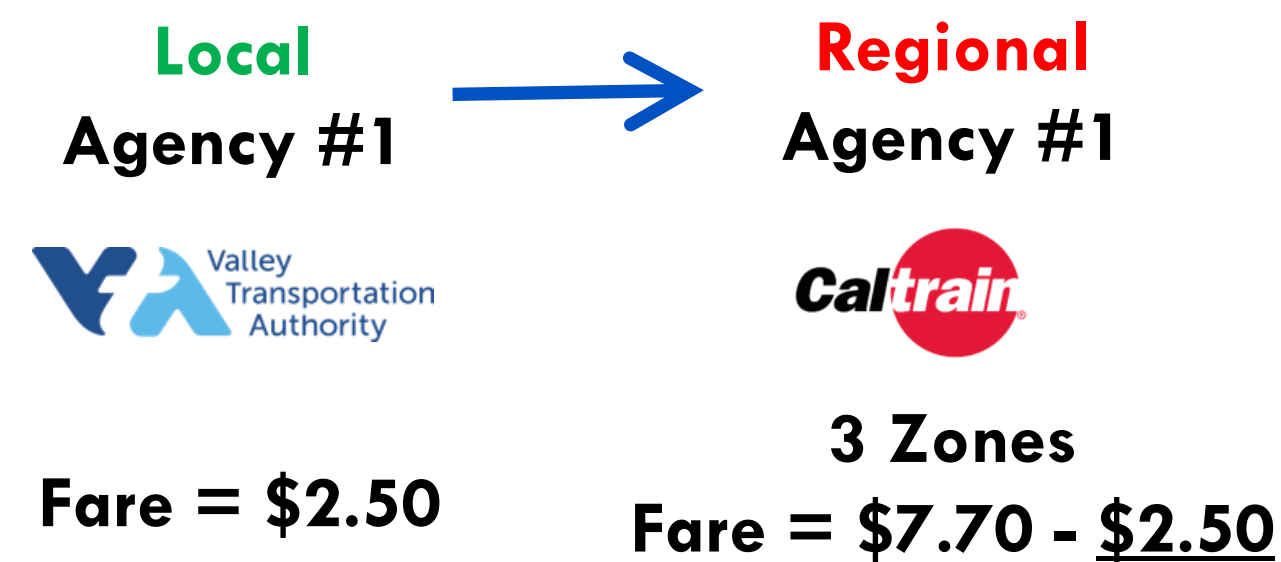 Local
Agency #1
Valley
Transportation
Authority
Fare = $2.50
Regional
Agency #1
Caltrain®
3 Zones
Fare = $7.70 - $2.50